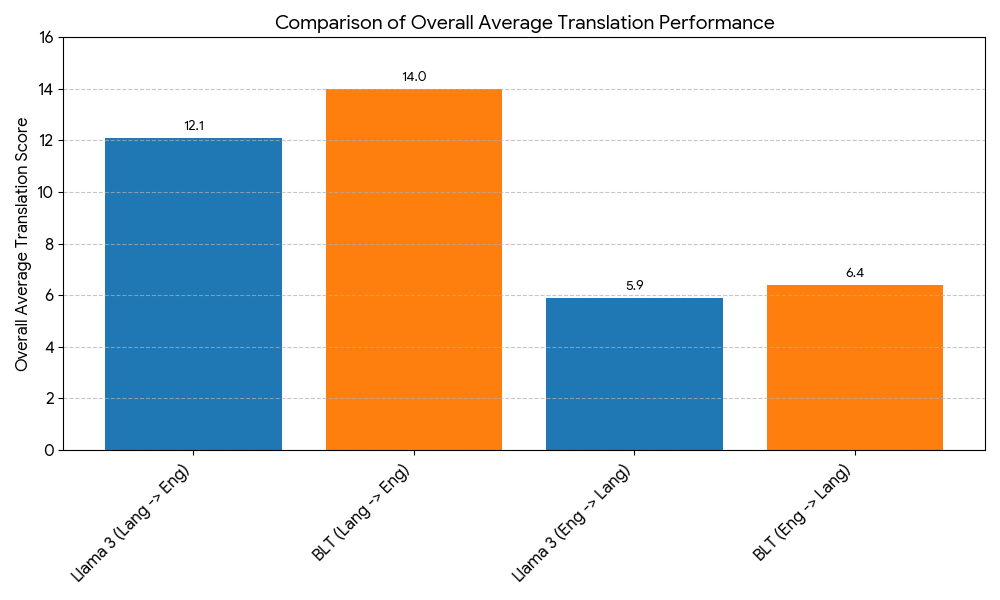 Comparison of Overall Average Translation Performance
Overall Average Translation Score
16
14
12
10
8
6
4
2
0
12.1
14.0
5.9
6.4
Llama 3 (Lang -> Eng)
BLT (Lang -> Eng)
Llama 3 (Eng -> Lang)
BLT (Eng -> Lang)